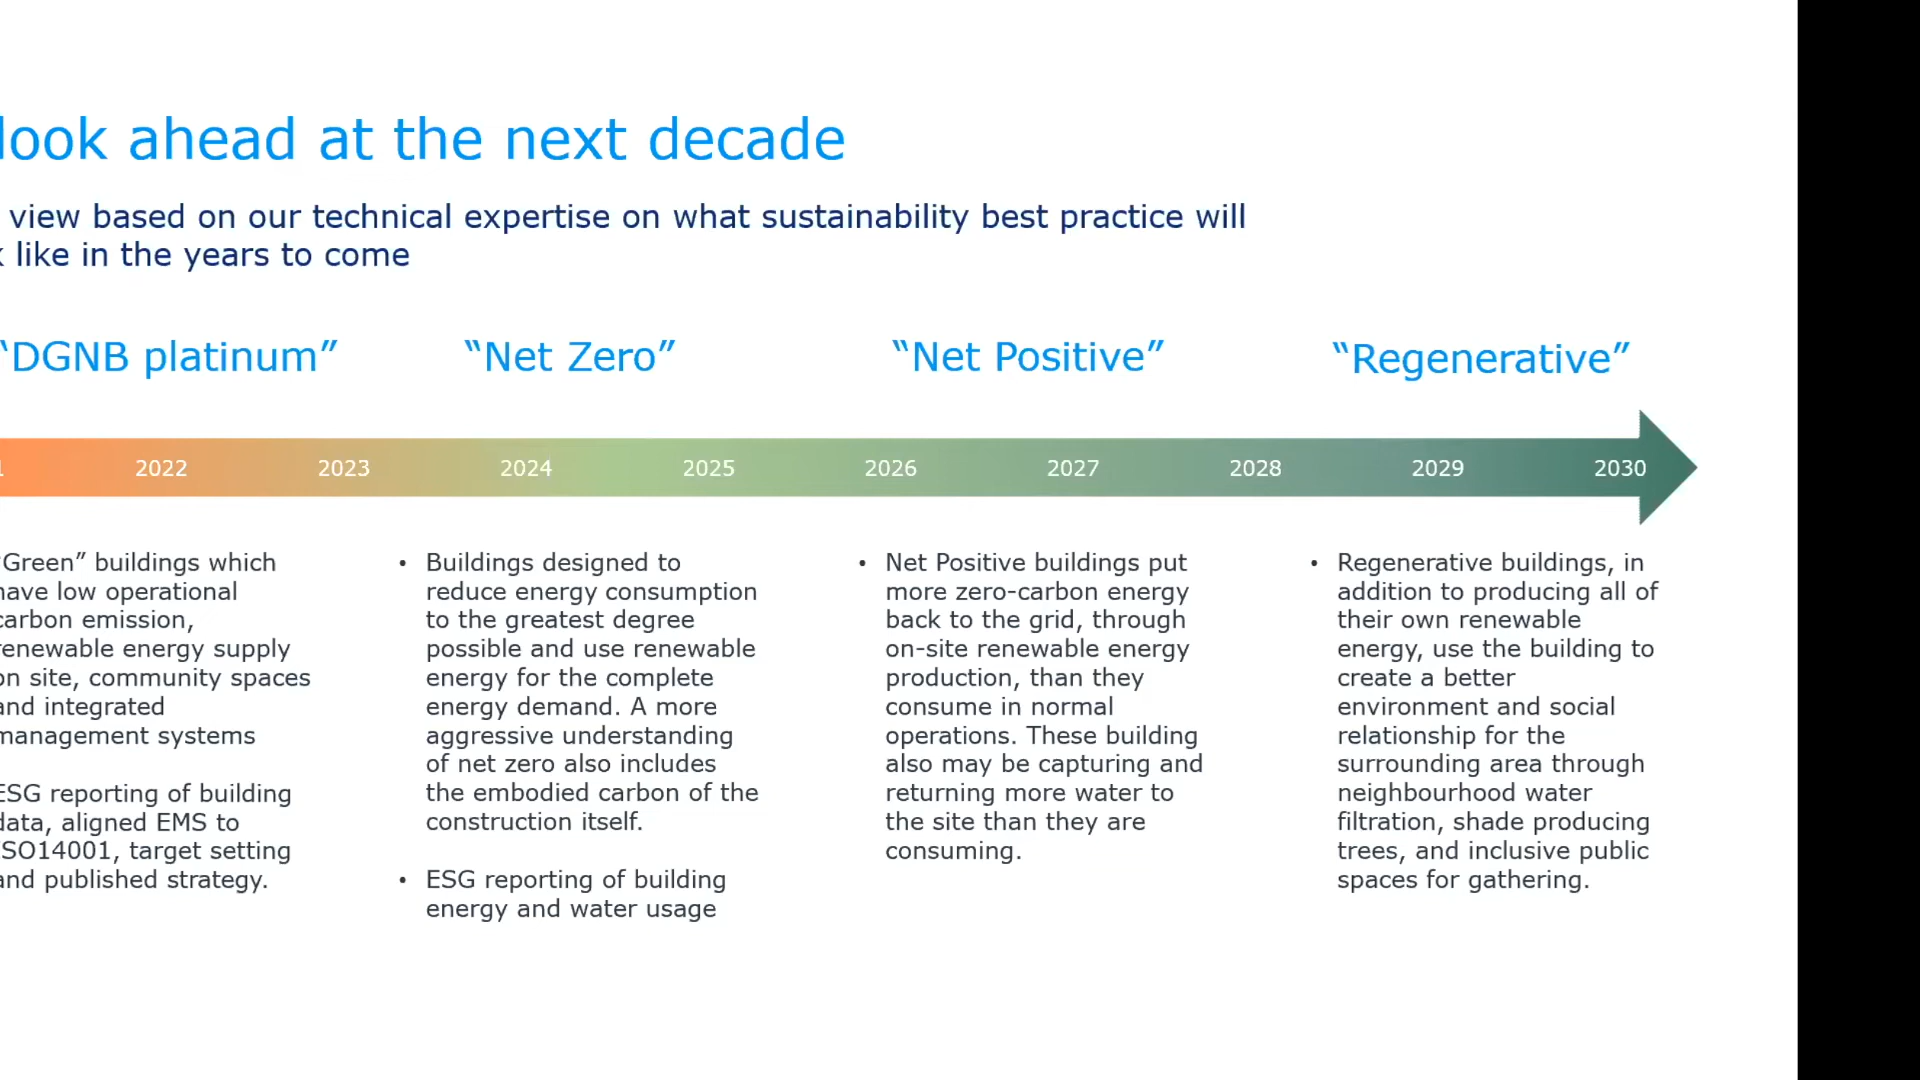 look ahead at the next decade
view based on our technical expertise on what sustainability best practice will
like in the years to come
“DGNB platinum”
“Net Zero”
“Net Positive”
“Regenerative”
2022 2023 2024 2025 2026 2027 2028 2029 2030
Green” buildings which
have low operational
carbon emission,
renewable energy supply
on site, community spaces
and integrated
management systems
ESG reporting of building
data, aligned EMS to
ISO14001, target setting
and published strategy.
• Buildings designed to
reduce energy consumption
to the greatest degree
possible and use renewable
energy for the complete
energy demand. A more
aggressive understanding
of net zero also includes
the embodied carbon of the
construction itself.
• ESG reporting of building
energy and water usage
• Net Positive buildings put
more zero-carbon energy
back to the grid, through
on-site renewable energy
production, than they
consume in normal
operations. These building
also may be capturing and
returning more water to
the site than they are
consuming.
• Regenerative buildings, in
addition to producing all of
their own renewable
energy, use the building to
create a better
environment and social
relationship for the
surrounding area through
neighbourhood water
filtration, shade producing
trees, and inclusive public
spaces for gathering.